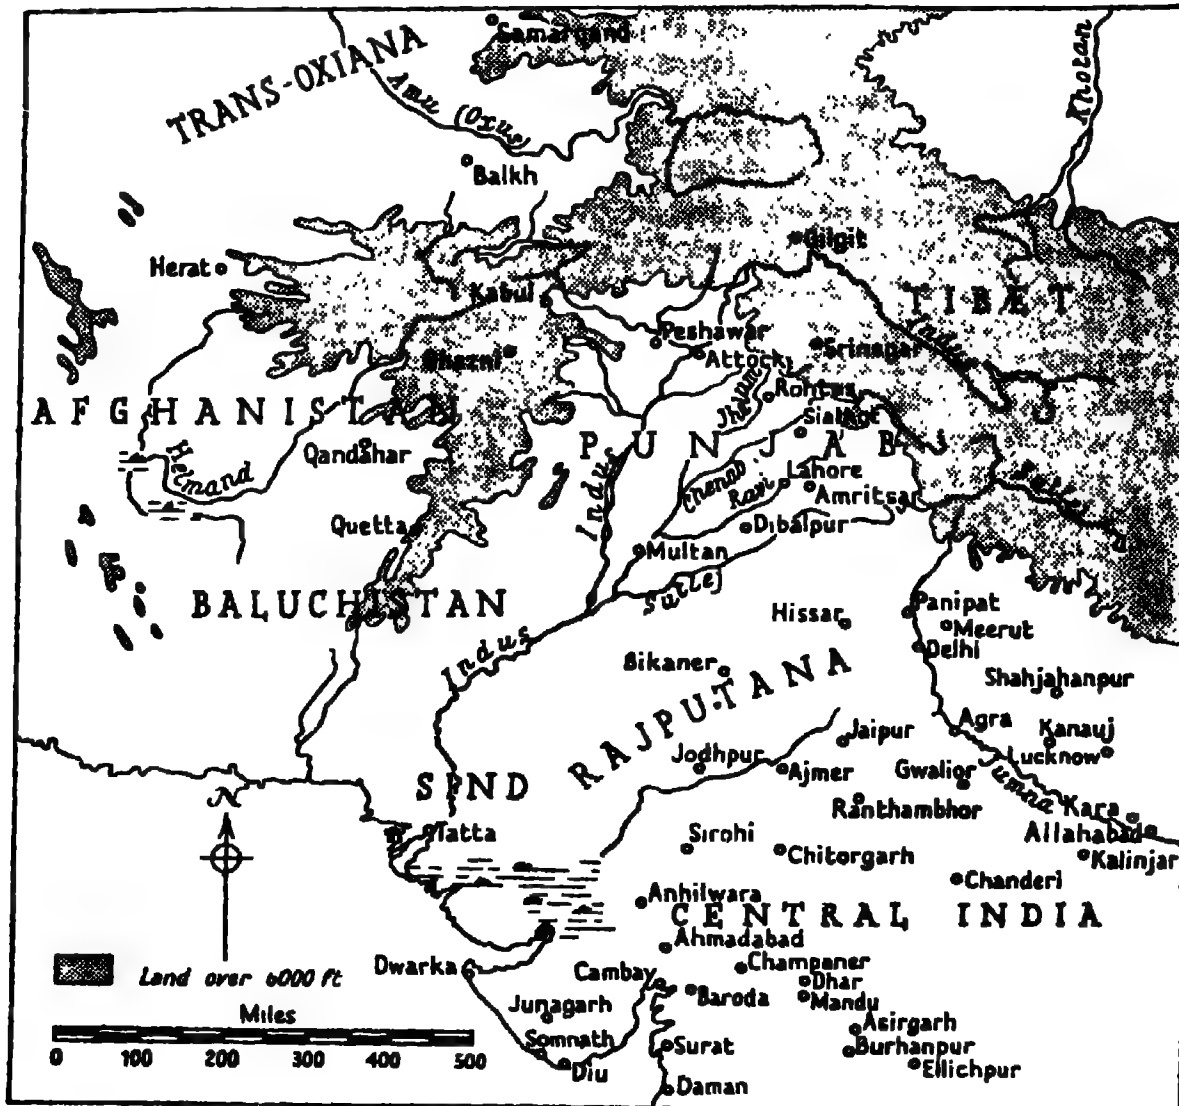 Samarqand
TRANS-OXIANA
Amu (Oxus)
Khotan
Balkh
Gilgit
Herat
Kabul
TIBET
Peshawar
Attock
Srinagar
Indus
Ghazni
Jhelum
Rohtas
AFGHANISTAN
Sialkot
Qandahar
PUNJAB
Helmand
Chenab
Lahore
Ravi
Amritsar
Indus
Quetta
Dibalpur
Multan
Sutlej
BALUCHISTAN
Hissar
Panipat
Meerut
Delhi
Indus
Bikaner
Shahjahanpur
RAJPUTANA
Agra
Kanauj
Jaipur
Jodhpur
Lucknow
Ajmer
Gwalior
SIND
Jumna
Ranthambhor
Kara
N
Tatta
Sirohi
Allahabad
Chitorgarh
Kalinjar
Chanderi
Anhilwara
CENTRAL INDIA
Ahmadabad
Dwarka
Champaner
Land over 6000 ft
Cambay
Dhar
Baroda
Mandu
Junagarh
Miles
Asirgarh
Somnath
Surat
Burhanpur
0 100 200 300 400 500
Diu
Ellichpur
Daman